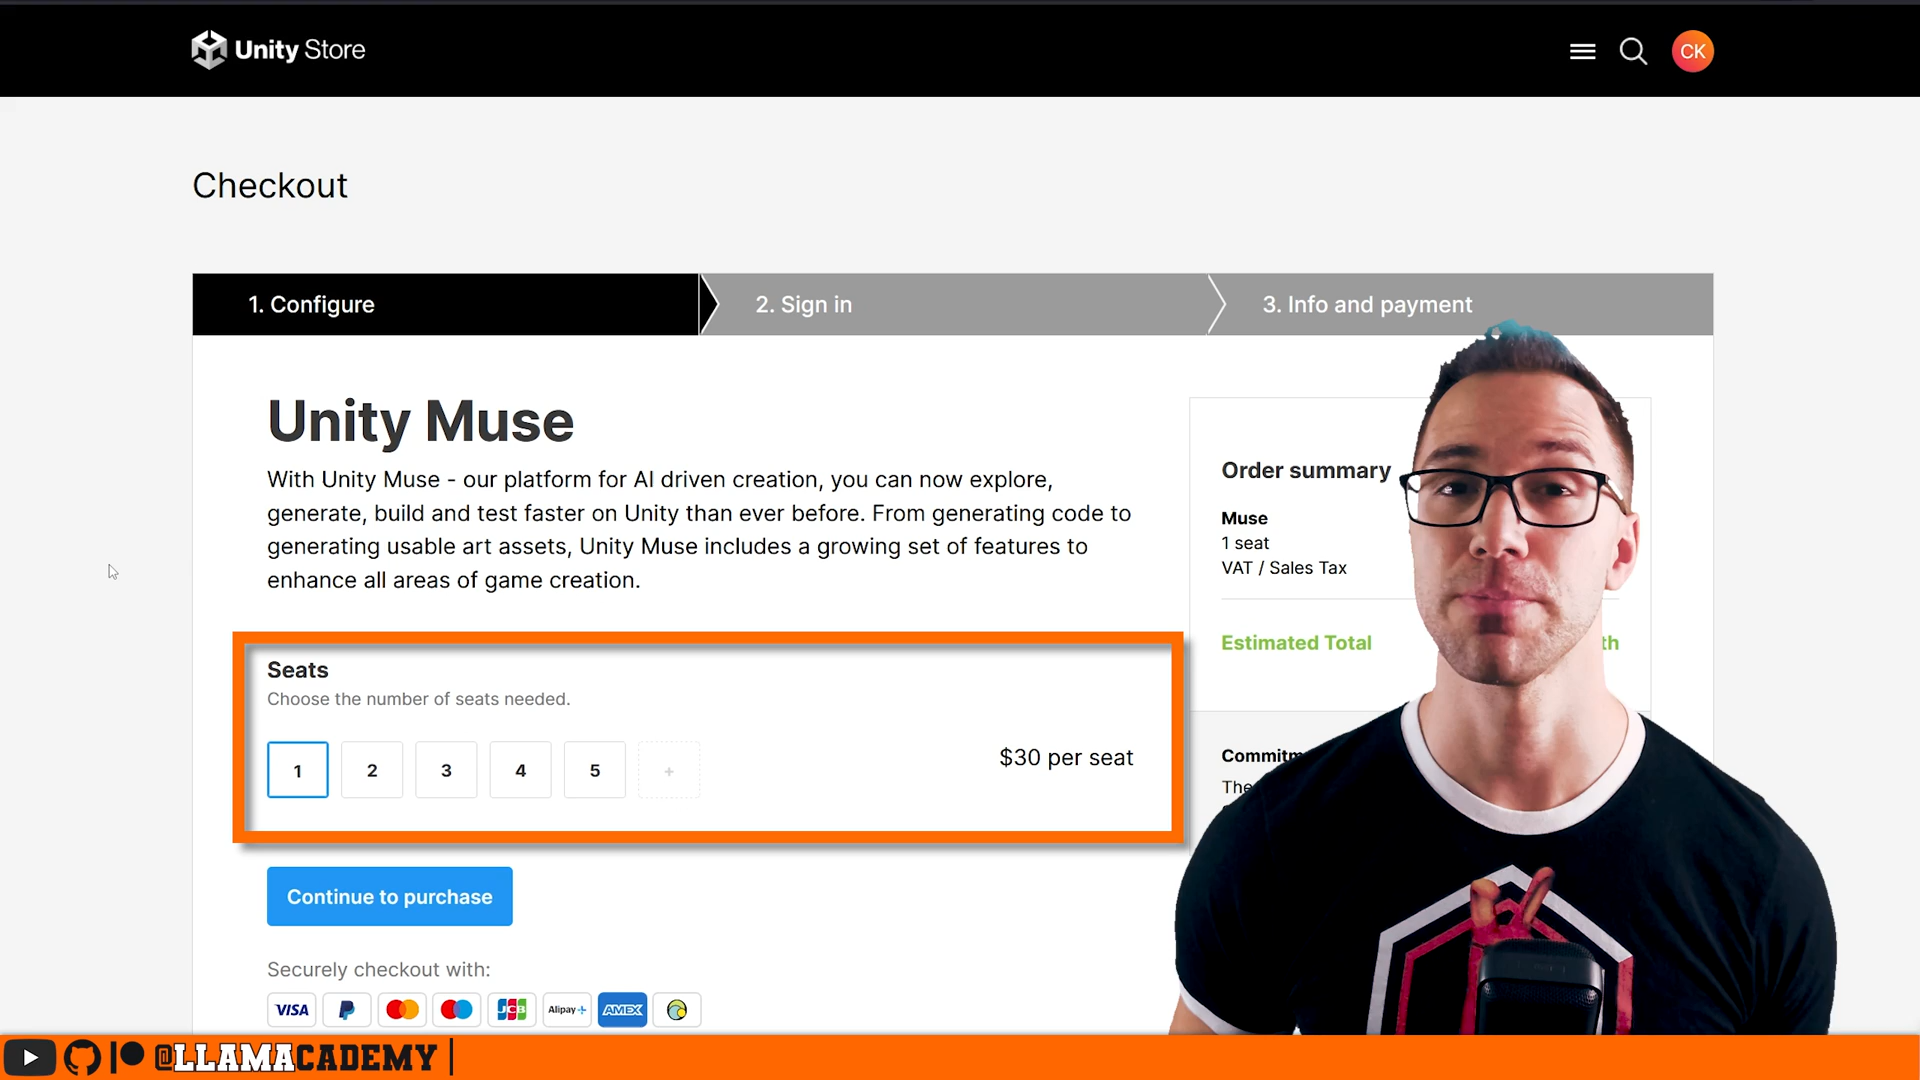 Unity Store
CK
Checkout
1. Configure
2. Sign in
3. Info and payment
Unity Muse
With Unity Muse - our platform for AI driven creation, you can now explore,
generate, build and test faster on Unity than ever before. From generating code to
generating usable art assets, Unity Muse includes a growing set of features to
enhance all areas of game creation.
Order summary
Muse
1 seat
VAT / Sales Tax
Estimated Total
Seats
Choose the number of seats needed.
1 2 3 4 5 +
$30 per seat
The
Continue to purchase
Securely checkout with:
VISA
JCB
Alipay+
AMEX
@LLAMACADEMY